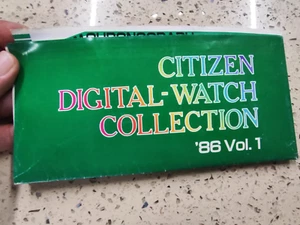 CITIZEN
DIGITAL-WATCH
COLLECTION
'86 Vol. 1